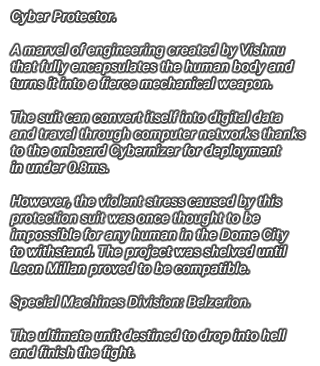 Cyber Protector.
A marvel of engineering created by Vishnu
that fully encapsulates the human body and
turns it into a fierce mechanical weapon.
The suit can convert itself into digital data
and travel through computer networks thanks
to the onboard Cybernizer for deployment
in under 0.8ms.
However, the violent stress caused by this
protection suit was once thought to be
impossible for any human in the Dome City
to withstand. The project was shelved until
Leon Millan proved to be compatible.
Special Machines Division: Belzerion.
The ultimate unit destined to drop into hell
and finish the fight.